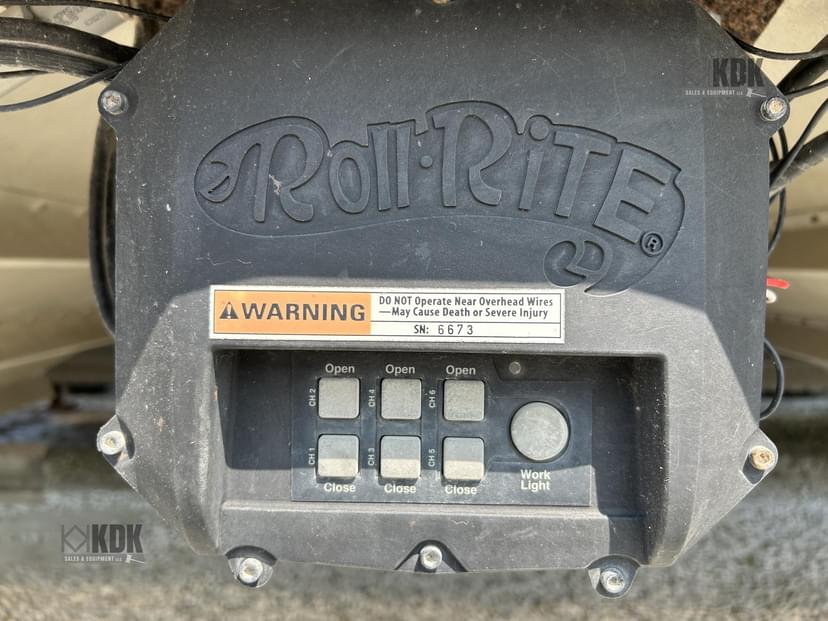 KDK
SALES & EQUIPMENT LLC
Roll·RiTE®
WARNING
DO NOT Operate Near Overhead Wires
—May Cause Death or Severe Injury
SN: 6673
Open Open Open
CH 2 CH 4 CH 6
CH 1 CH 3 CH 5
Close Close Close
Work
Light
KDK
SALES & EQUIPMENT LLC